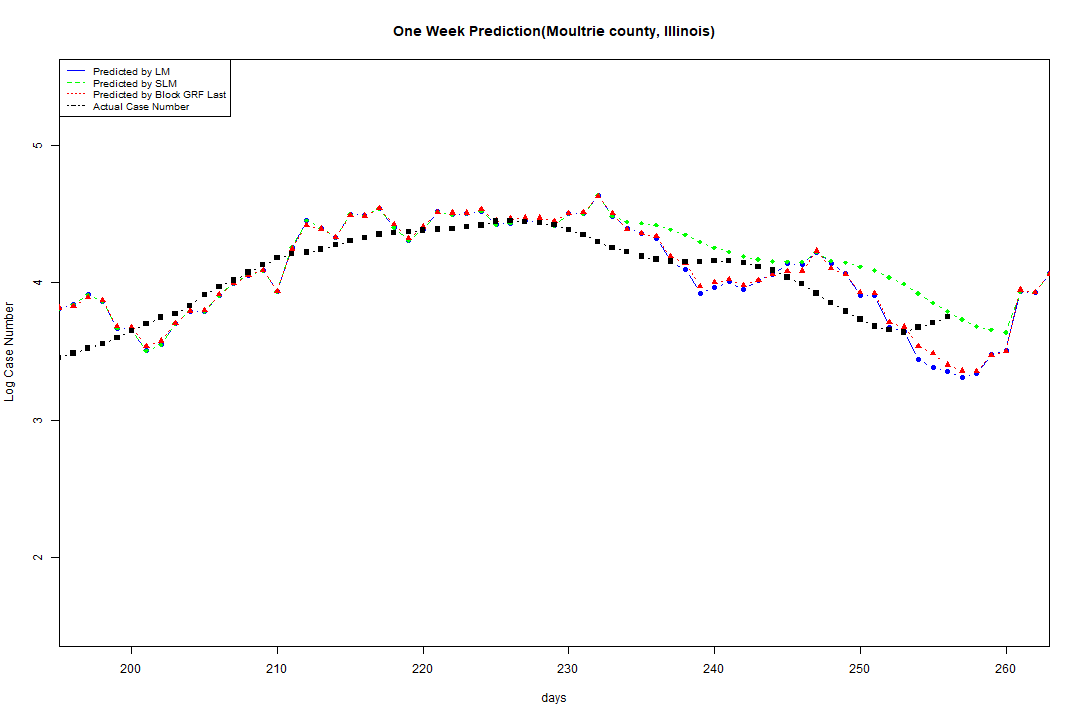 One Week Prediction(Moultrie county, Illinois)
Predicted by LM
Predicted by SLM
Predicted by Block GRF Last
Actual Case Number
5
4
3
2
Log Case Number
200 210 220 230 240 250 260
days